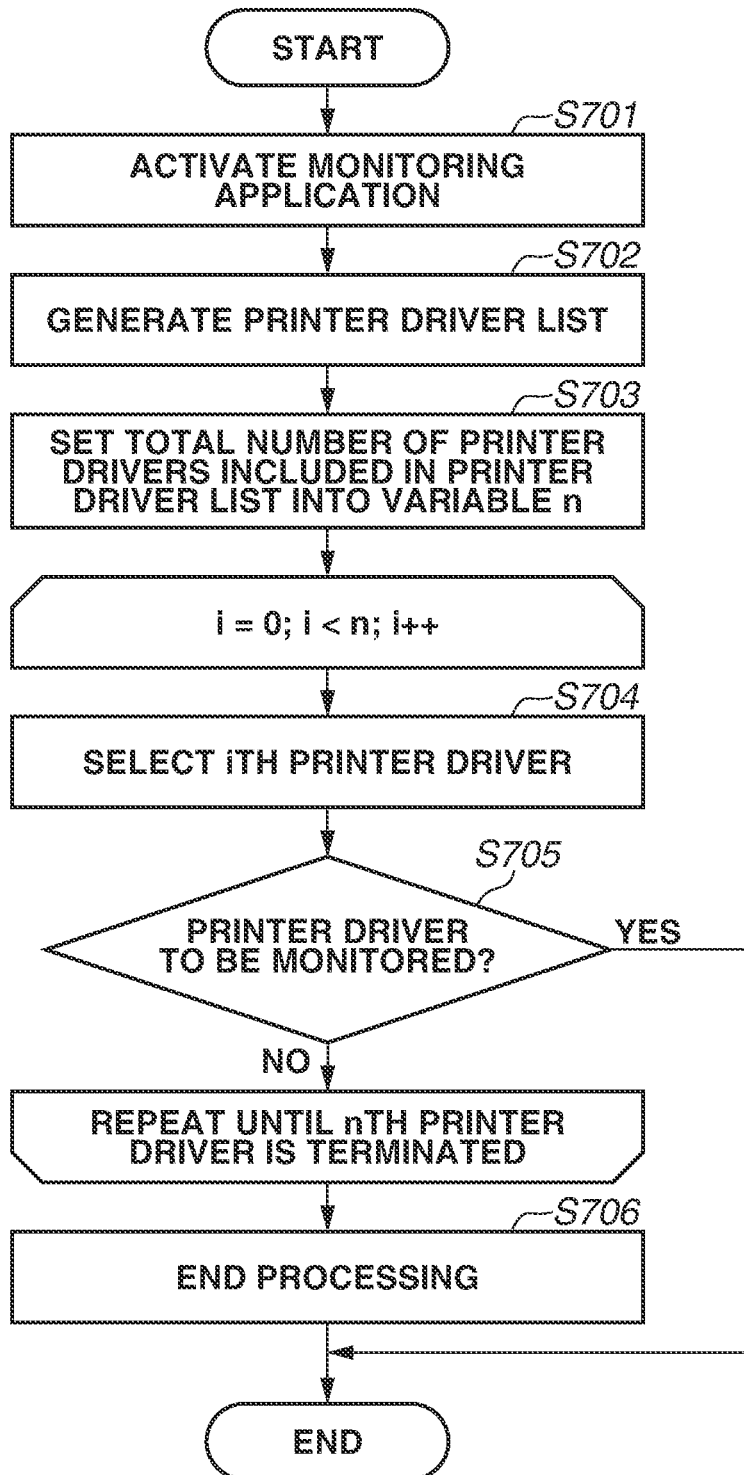 START
S701
ACTIVATE MONITORING
APPLICATION
S702
GENERATE PRINTER DRIVER LIST
S703
SET TOTAL NUMBER OF PRINTER
DRIVERS INCLUDED IN PRINTER
DRIVER LIST INTO VARIABLE n
i = 0; i < n; i++
S704
SELECT iTH PRINTER DRIVER
S705
PRINTER DRIVER
TO BE MONITORED?
YES
NO
REPEAT UNTIL nTH PRINTER
DRIVER IS TERMINATED
S706
END PROCESSING
END